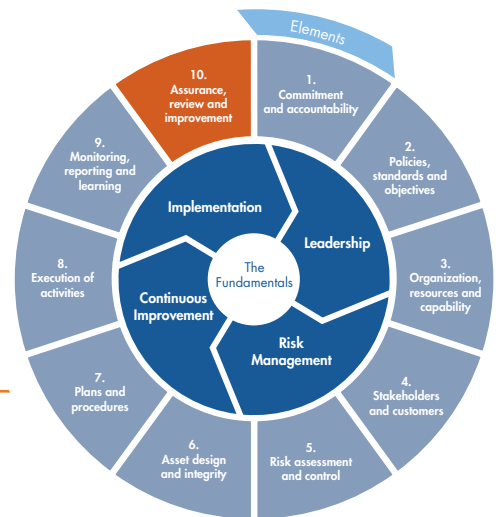 Elements
1.
Commitment
and accountability
2.
Policies,
standards and
objectives
3.
Organization,
resources and
capability
4.
Stakeholders
and customers
5.
Risk assessment
and control
6.
Asset design
and integrity
7.
Plans and
procedures
8.
Execution of
activities
9.
Monitoring,
reporting and
learning
10.
Assurance,
review and
improvement
Implementation
Leadership
Risk
Management
Continuous
Improvement
The
Fundamentals